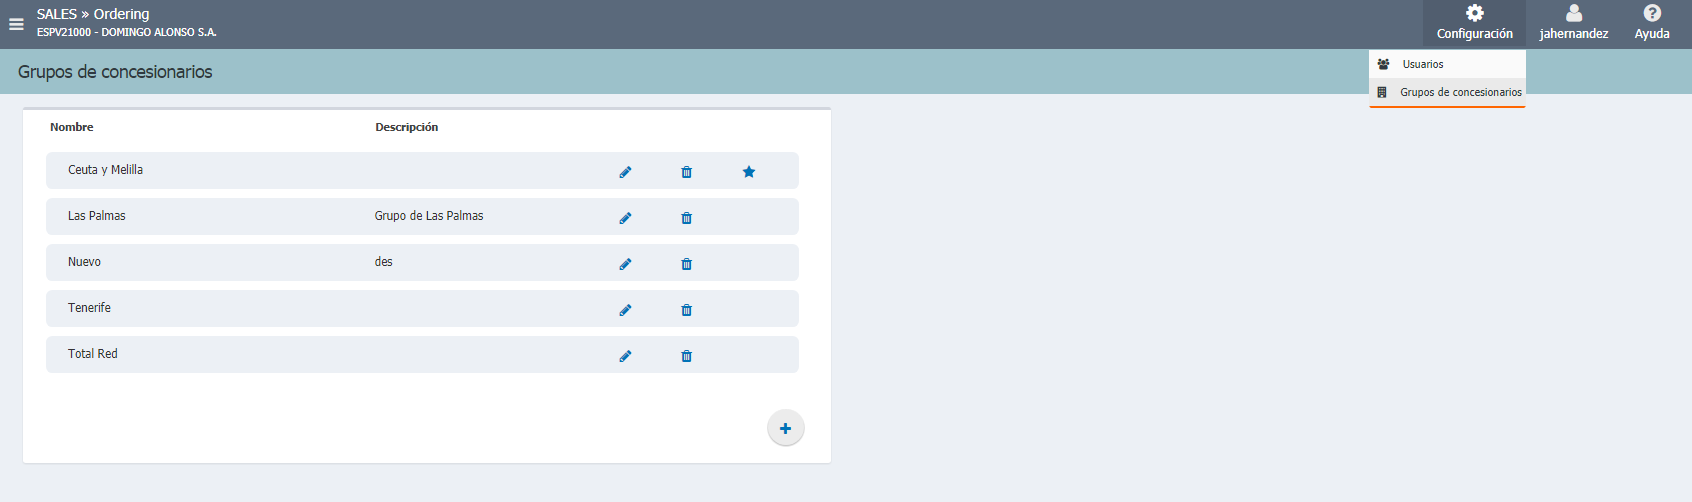 SALES » Ordering
ESPV21000 - DOMINGO ALONSO S.A.
Configuración
jahernandez
Ayuda
Usuarios
Grupos de concesionarios
Grupos de concesionarios
Nombre Descripción
Ceuta y Melilla
Las Palmas Grupo de Las Palmas
Nuevo des
Tenerife
Total Red